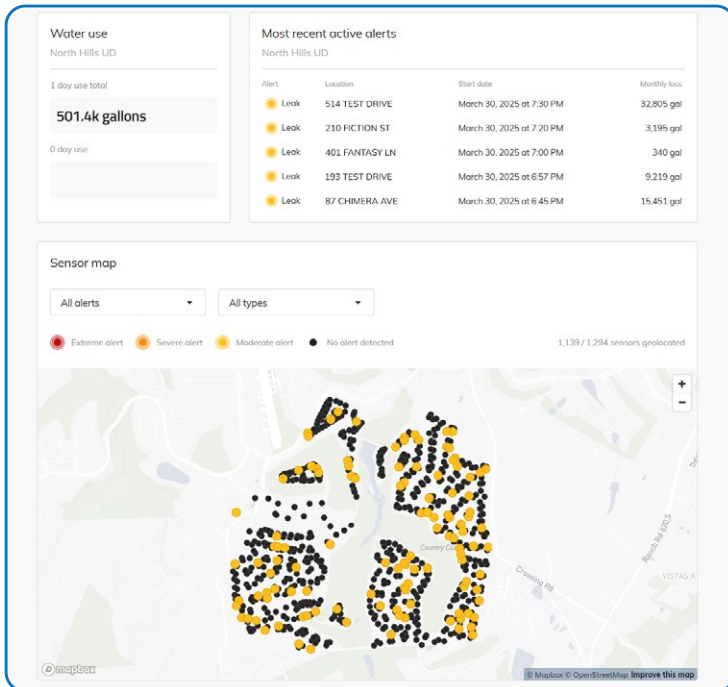 Water use
North Hills UD
1 day use total
501.4k gallons
0 day use
Most recent active alerts
North Hills UD
Alert Location Start date Monthly loss
Leak 514 TEST DRIVE March 30, 2025 at 7:30 PM 32,805 gal
Leak 210 FICTION ST March 30, 2025 at 7:20 PM 3,195 gal
Leak 401 FANTASY LN March 30, 2025 at 7:00 PM 340 gal
Leak 193 TEST DRIVE March 30, 2025 at 6:57 PM 9,219 gal
Leak 87 CHIMERA AVE March 30, 2025 at 6:45 PM 15,451 gal
Sensor map
All alerts All types
Extreme alert Severe alert Moderate alert No alert detected 1,139 / 1,294 sensors geolocated
+
−
Country
Crossing Rd
Ranch Rd 620 S
VISTAS AT
mapbox
© Mapbox © OpenStreetMap Improve this map